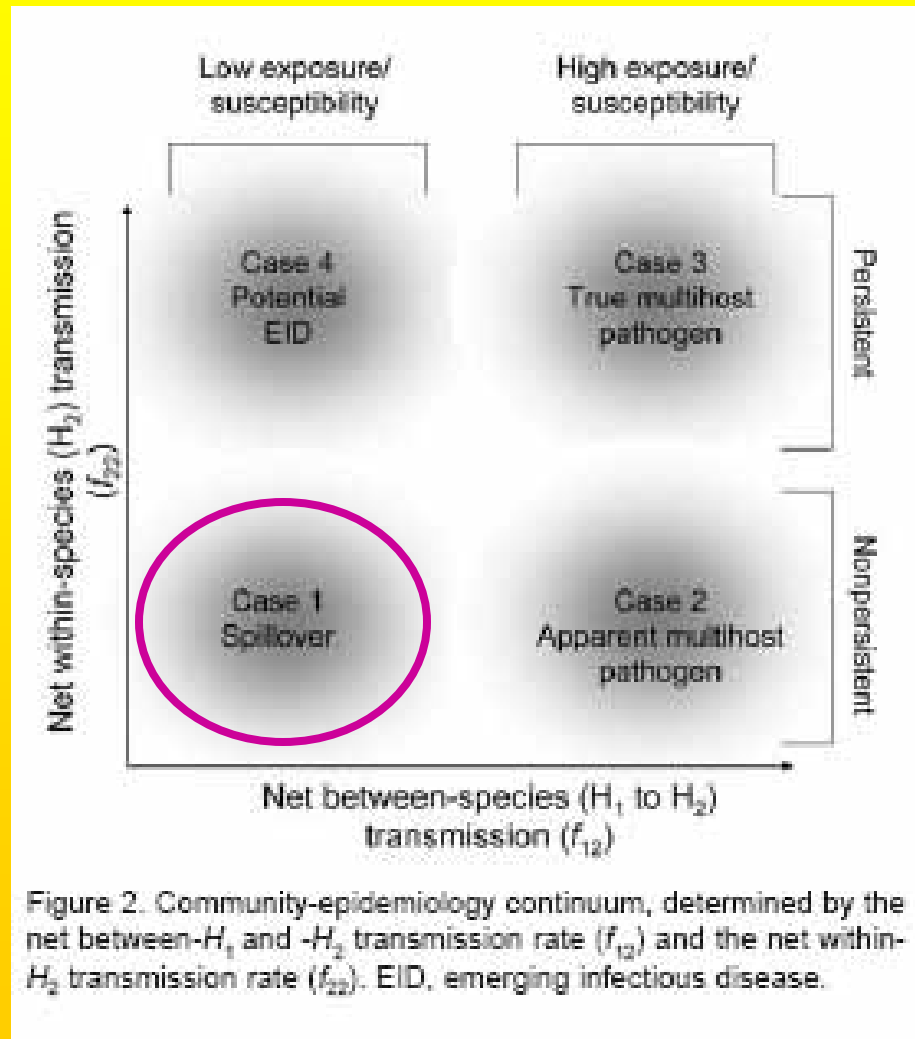 Low exposure/
susceptibility
High exposure/
susceptibility
Net within-species (H₂) transmission
(f₂₂)
Case 4
Potential
EID
Case 3
True multihost
pathogen
Persistent
Case 1
Spillover
Case 2
Apparent multihost
pathogen
Nonpersistent
Net between-species (H₁ to H₂)
transmission (f₁₂)
Figure 2. Community-epidemiology continuum, determined by the
net between-H₁ and -H₂ transmission rate (f₁₂) and the net within-
H₂ transmission rate (f₂₂). EID, emerging infectious disease.